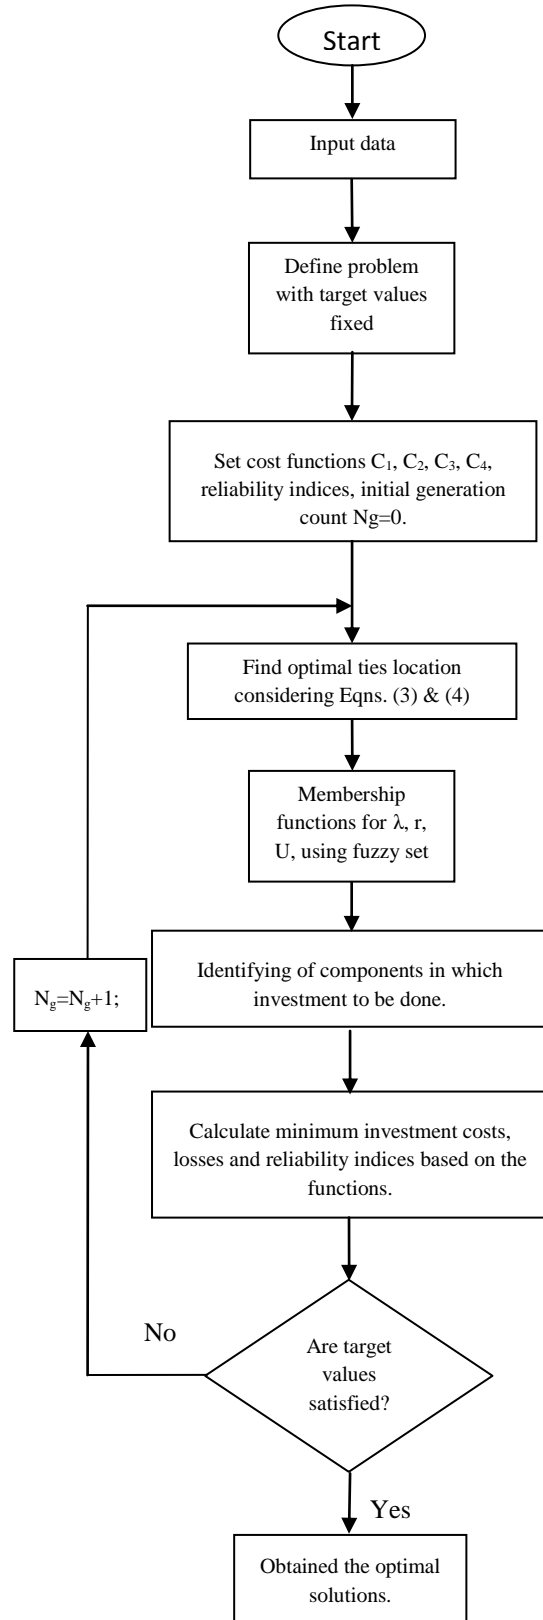 Start
Input data
Define problem
with target values
fixed
Set cost functions C₁, C₂, C₃, C₄,
reliability indices, initial generation
count Ng=0.
Find optimal ties location
considering Eqns. (3) & (4)
Membership
functions for λ, r,
U, using fuzzy set
Identifying of components in which
investment to be done.
N_g=N_g+1;
Calculate minimum investment costs,
losses and reliability indices based on the
functions.
No
Are target
values
satisfied?
Yes
Obtained the optimal
solutions.